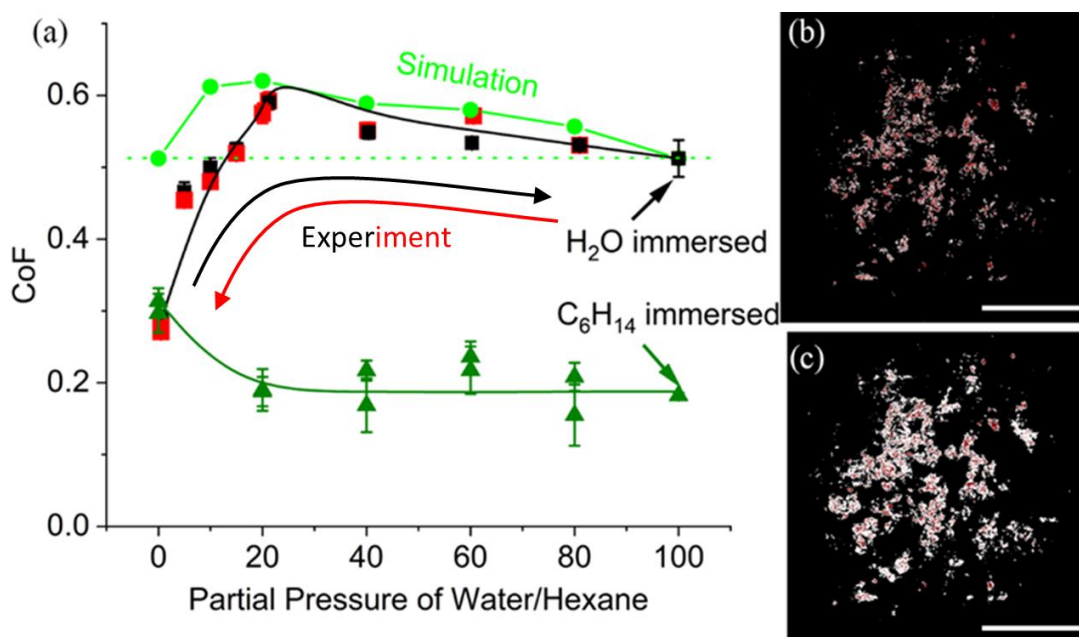 (a)
0.6
0.4
0.2
0.0
CoF
Simulation
Experiment
H₂O immersed
C₆H₁₄ immersed
0 20 40 60 80 100
Partial Pressure of Water/Hexane
(b)
(c)